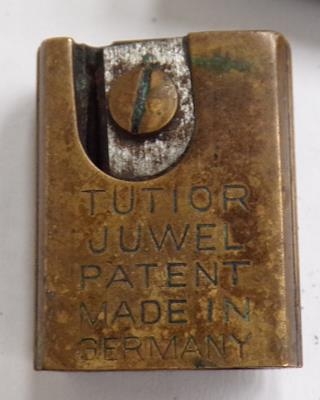 TUTIOR
JUWEL
PATENT
MADE IN
GERMANY